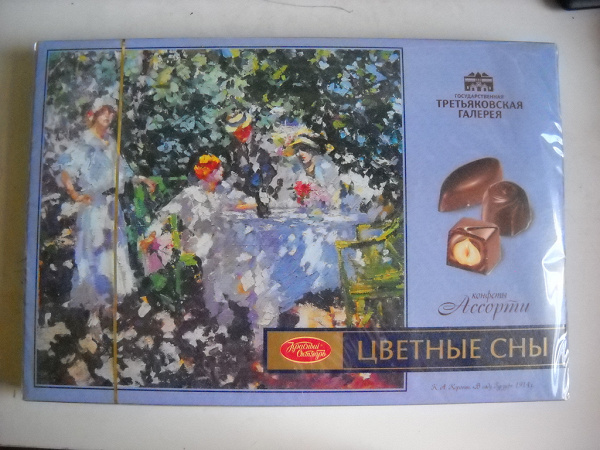 ГОСУДАРСТВЕННАЯ
ТРЕТЬЯКОВСКАЯ
ГАЛЕРЕЯ
конфеты
Ассорти
Красный
Октябрь
ЦВЕТНЫЕ СНЫ